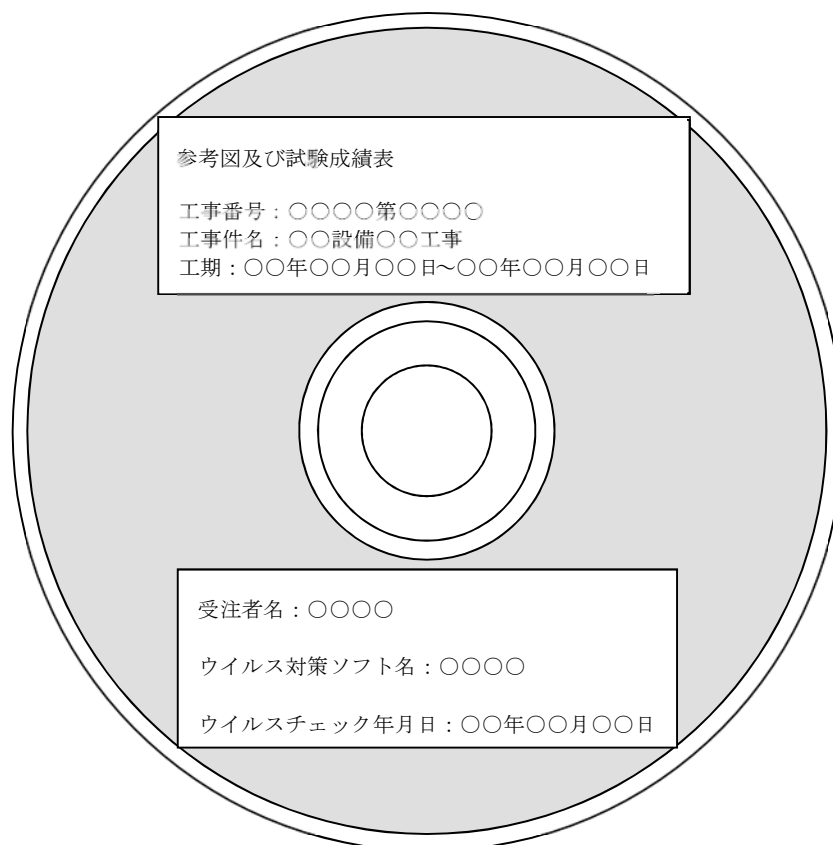 参考図及び試験成績表
工事番号：○○○○第○○○○
工事件名：○○設備○○工事
工期：○○年○○月○○日～○○年○○月○○日
受注者名：○○○○
ウイルス対策ソフト名：○○○○
ウイルスチェック年月日：○○年○○月○○日